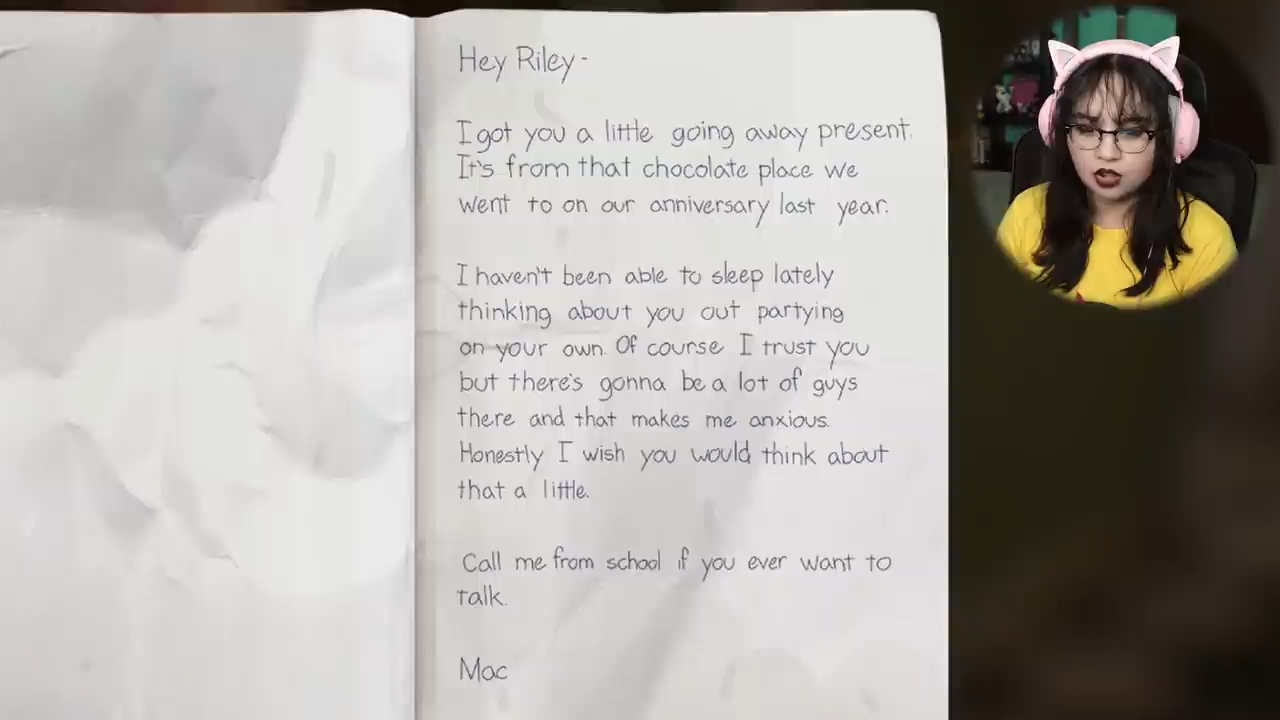 Hey Riley-
I got you a little going away present.
It's from that chocolate place we
went to on our anniversary last year.
I haven't been able to sleep lately
thinking about you out partying
on your own. Of course I trust you
but there's gonna be a lot of guys
there and that makes me anxious.
Honestly I wish you would think about
that a little.
Call me from school if you ever want to
talk.
Mac